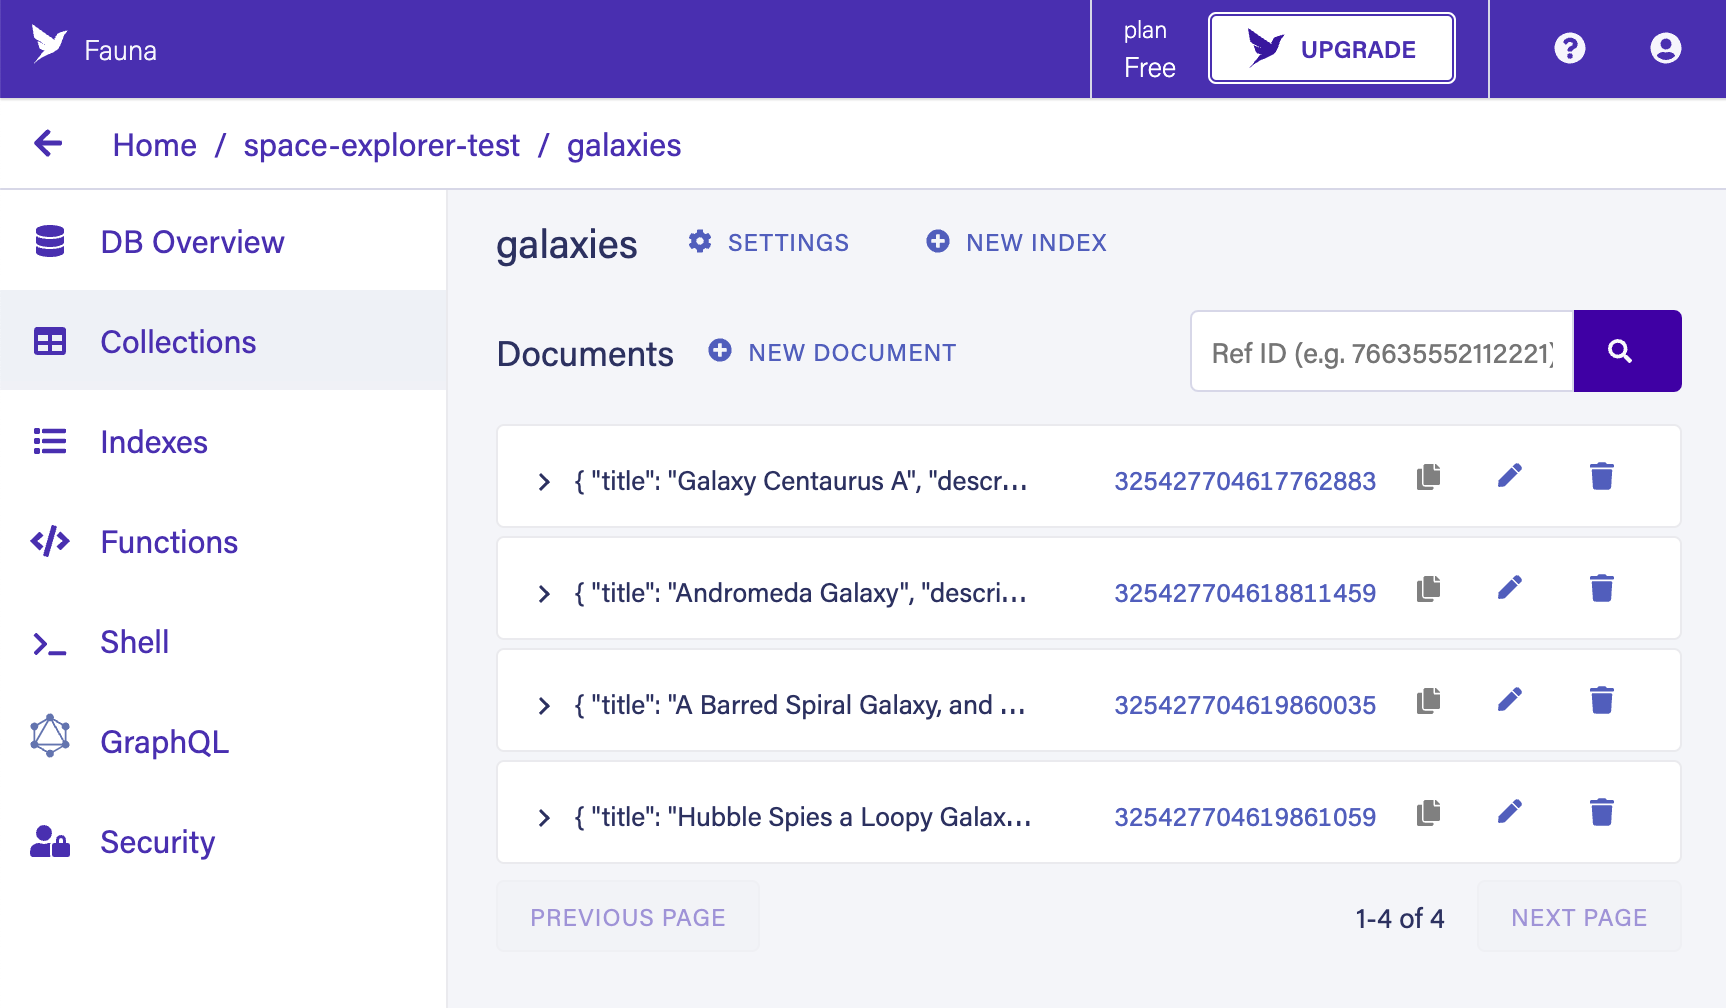 Fauna
plan
Free
UPGRADE
Home / space-explorer-test / galaxies
DB Overview
Collections
Indexes
Functions
Shell
GraphQL
Security
galaxies
SETTINGS
NEW INDEX
Documents
NEW DOCUMENT
Ref ID (e.g. 76635552112221)
{ "title": "Galaxy Centaurus A", "descr... 325427704617762883
{ "title": "Andromeda Galaxy", "descri... 325427704618811459
{ "title": "A Barred Spiral Galaxy, and ... 325427704619860035
{ "title": "Hubble Spies a Loopy Galax... 325427704619861059
PREVIOUS PAGE
1-4 of 4
NEXT PAGE